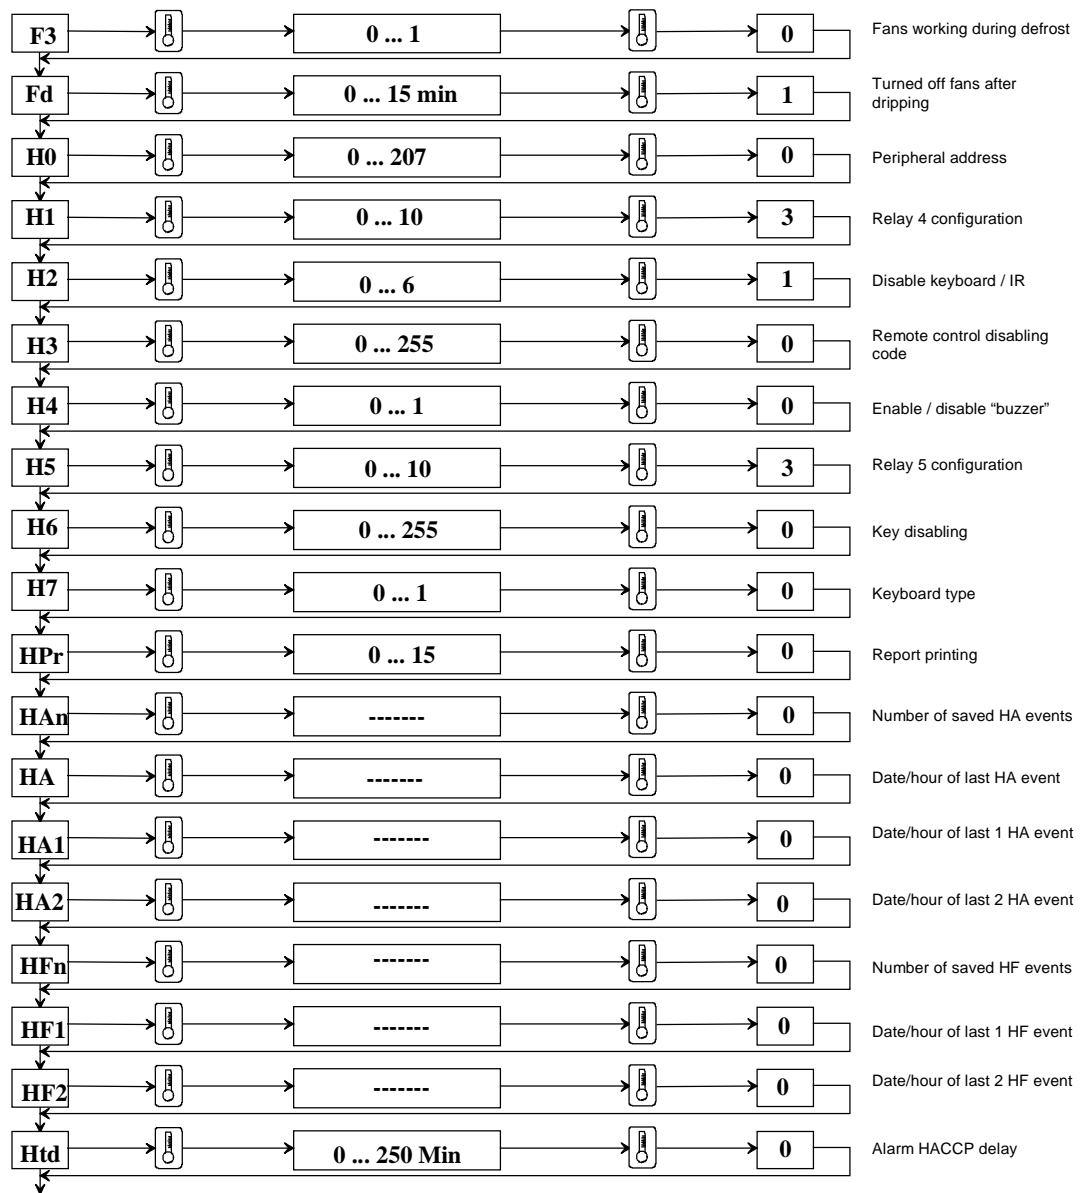 F3 0 ... 1 0 Fans working during defrost
Fd 0 ... 15 min 1 Turned off fans after
dripping
H0 0 ... 207 0 Peripheral address
H1 0 ... 10 3 Relay 4 configuration
H2 0 ... 6 1 Disable keyboard / IR
H3 0 ... 255 0 Remote control disabling
code
H4 0 ... 1 0 Enable / disable “buzzer”
H5 0 ... 10 3 Relay 5 configuration
H6 0 ... 255 0 Key disabling
H7 0 ... 1 0 Keyboard type
HPr 0 ... 15 0 Report printing
HAn ------- 0 Number of saved HA events
HA ------- 0 Date/hour of last HA event
HA1 ------- 0 Date/hour of last 1 HA event
HA2 ------- 0 Date/hour of last 2 HA event
HFn ------- 0 Number of saved HF events
HF1 ------- 0 Date/hour of last 1 HF event
HF2 ------- 0 Date/hour of last 2 HF event
Htd 0 ... 250 Min 0 Alarm HACCP delay